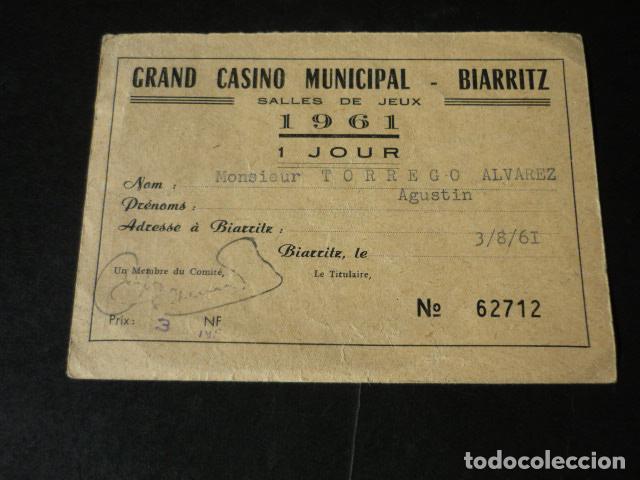 GRAND CASINO MUNICIPAL - BIARRITZ
SALLES DE JEUX
1961
1 JOUR
Nom : Monsieur TORREGO ALVAREZ
Prénoms : Agustin
Adresse à Biarritz :
Biarritz, le 3/8/61
Un Membre du Comité, Le Titulaire,
Nº 62712
Prix : 3 NF
todocoleccion.net